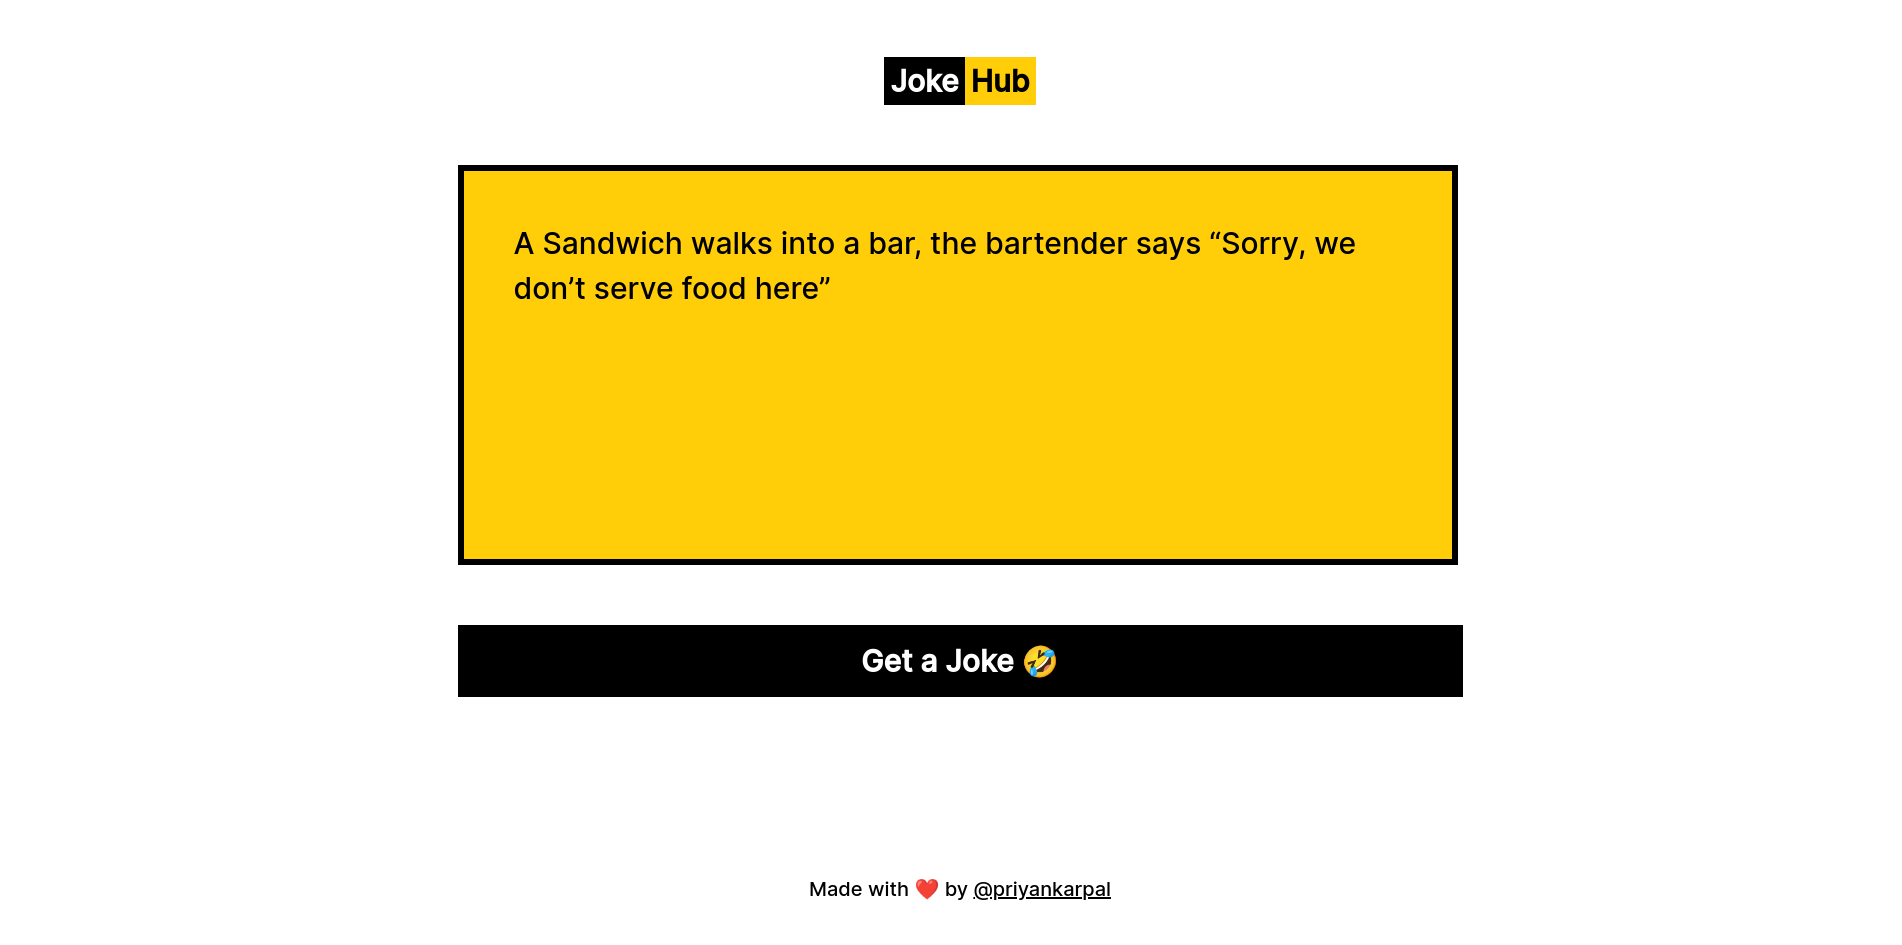 Joke Hub
A Sandwich walks into a bar, the bartender says “Sorry, we
don’t serve food here”
Get a Joke 🤣
Made with ❤️ by @priyankarpal